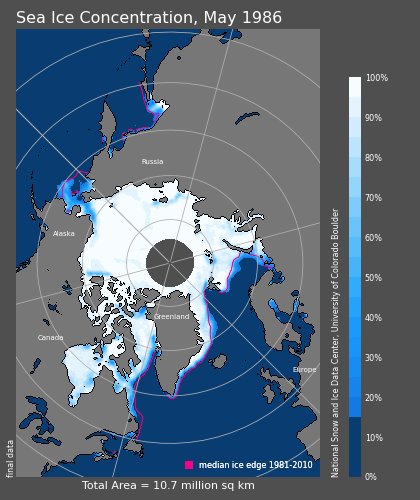 Sea Ice Concentration, May 1986
Russia
Alaska
Canada
Greenland
Europe
median ice edge 1981-2010
final data
Total Area = 10.7 million sq km
National Snow and Ice Data Center, University of Colorado Boulder
100%
90%
80%
70%
60%
50%
40%
30%
20%
10%
0%